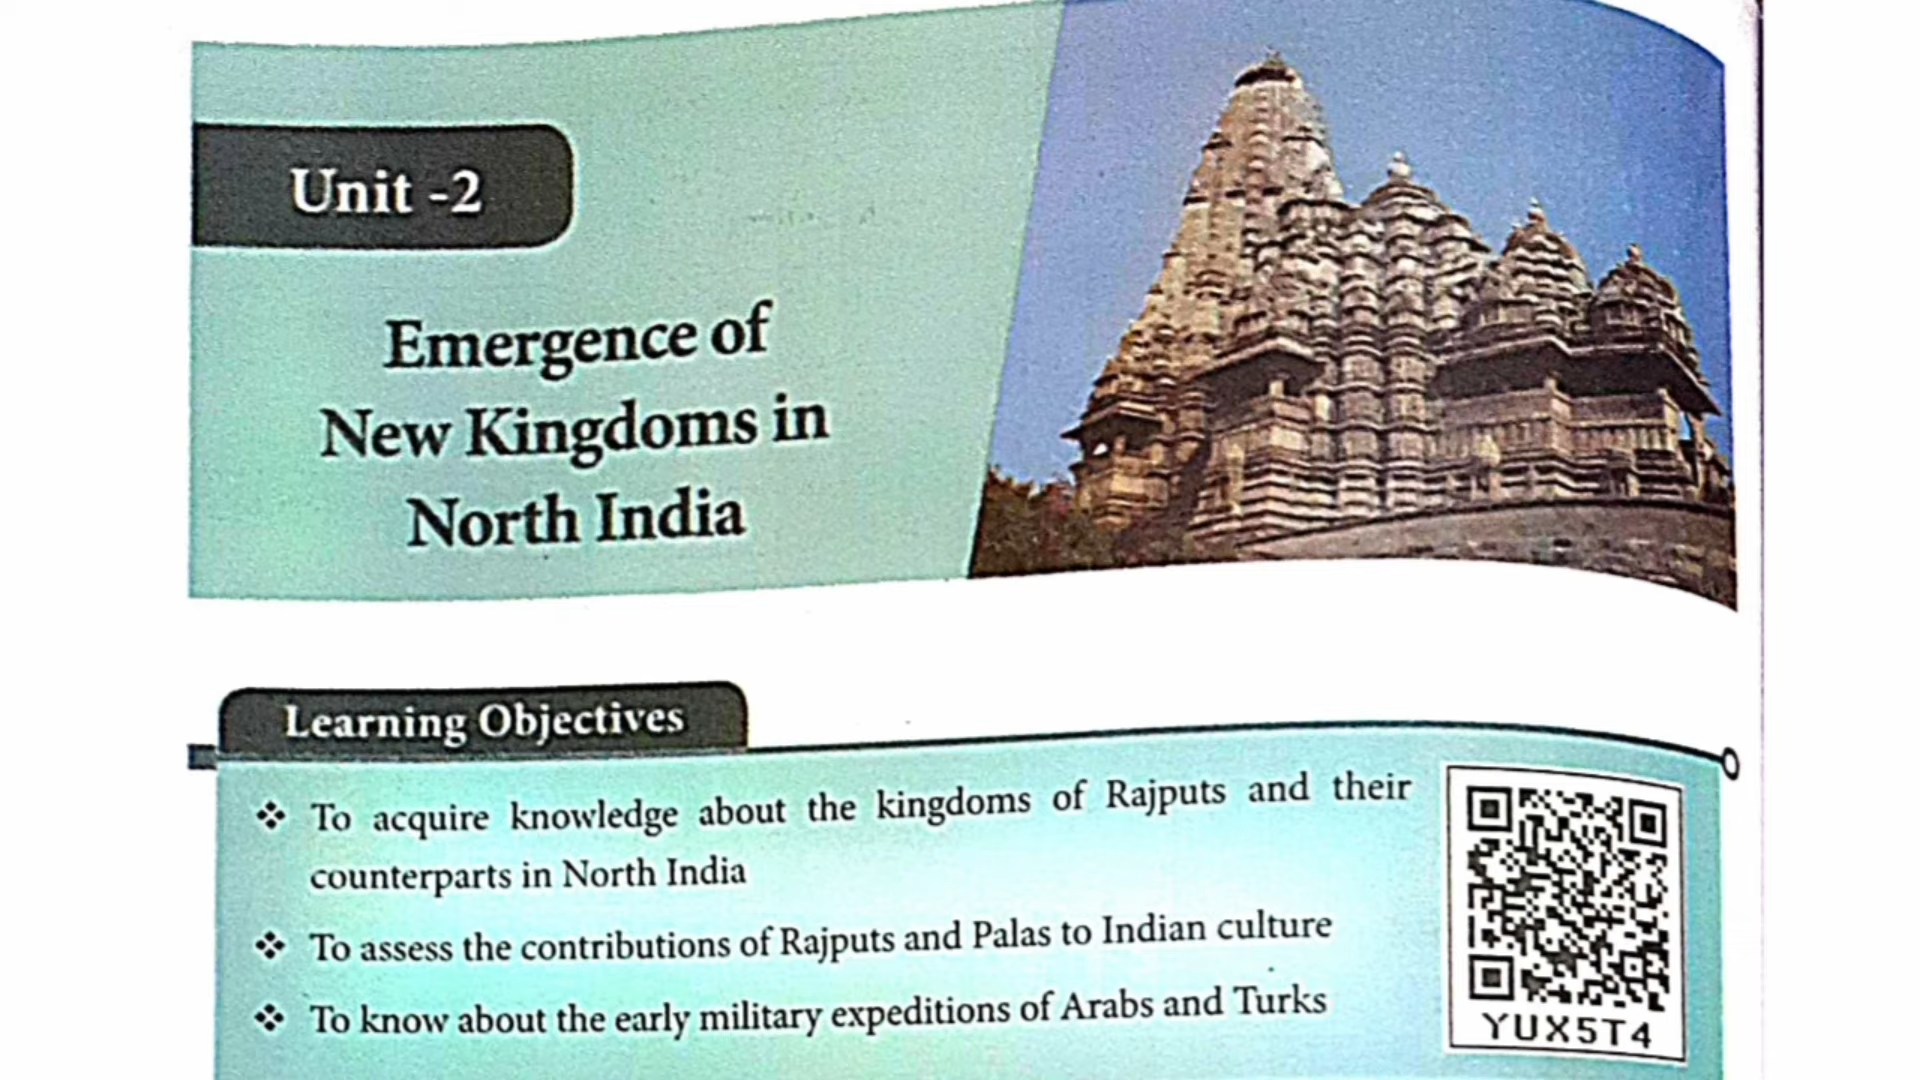 Unit -2
Emergence of
New Kingdoms in
North India
Learning Objectives
❖ To acquire knowledge about the kingdoms of Rajputs and their
counterparts in North India
❖ To assess the contributions of Rajputs and Palas to Indian culture
❖ To know about the early military expeditions of Arabs and Turks
YUX5T4